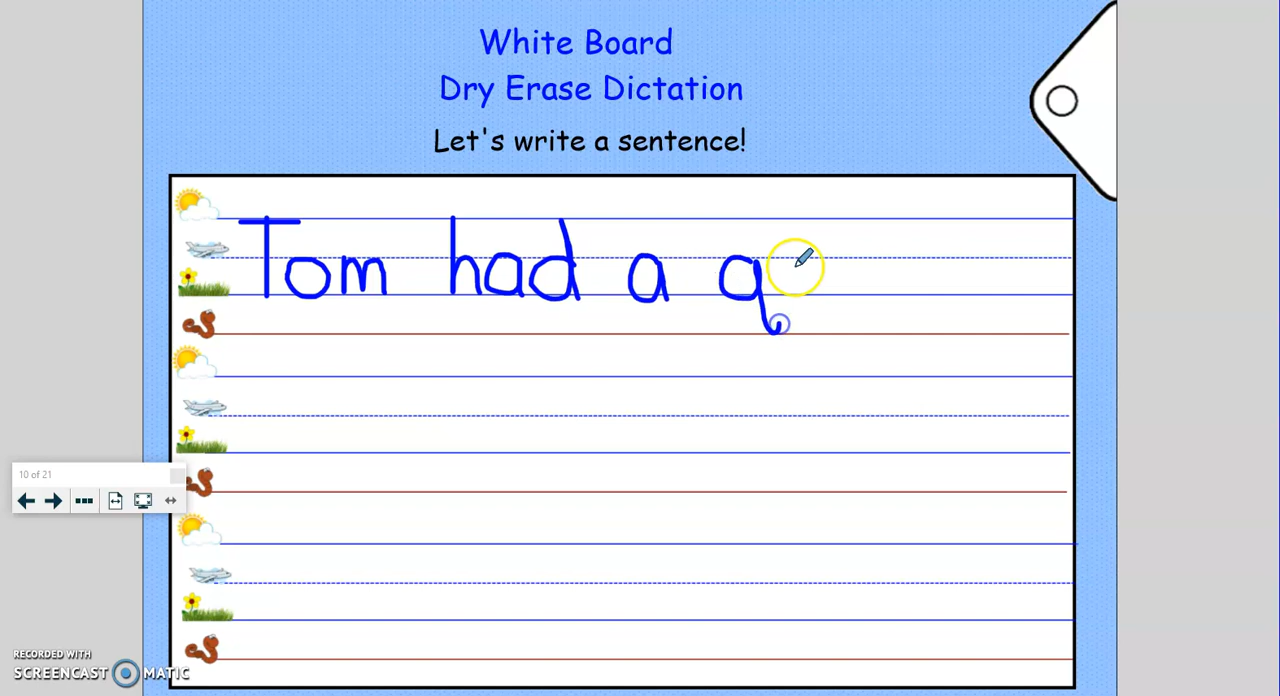 White Board
Dry Erase Dictation
Let's write a sentence!
Tom had a q
10 of 21
RECORDED WITH
SCREENCAST MATIC